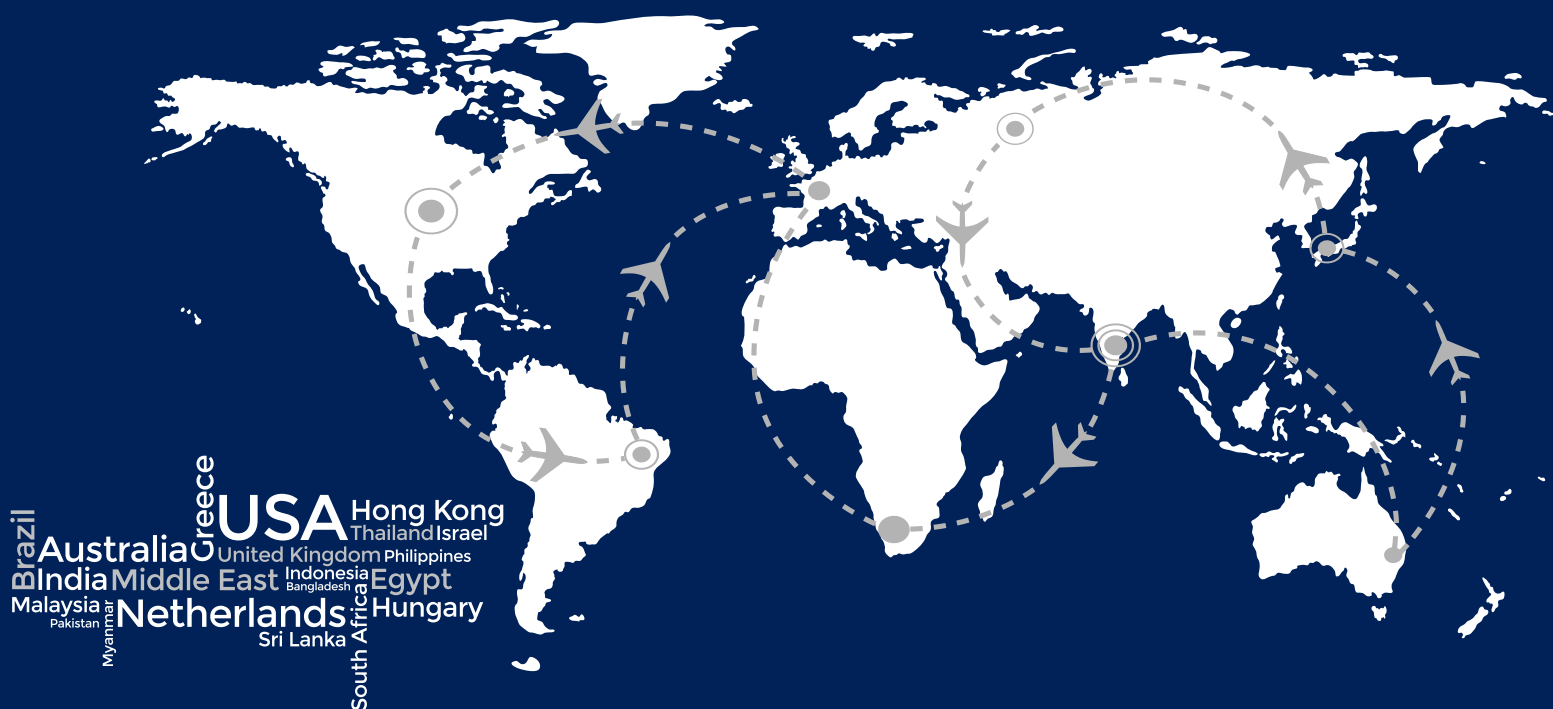 Greece
USA
Hong Kong
Thailand
Israel
Brazil
Australia
United Kingdom
Philippines
India
Middle East
Indonesia
Bangladesh
Egypt
Malaysia
Pakistan
Myanmar
Netherlands
South Africa
Hungary
Sri Lanka